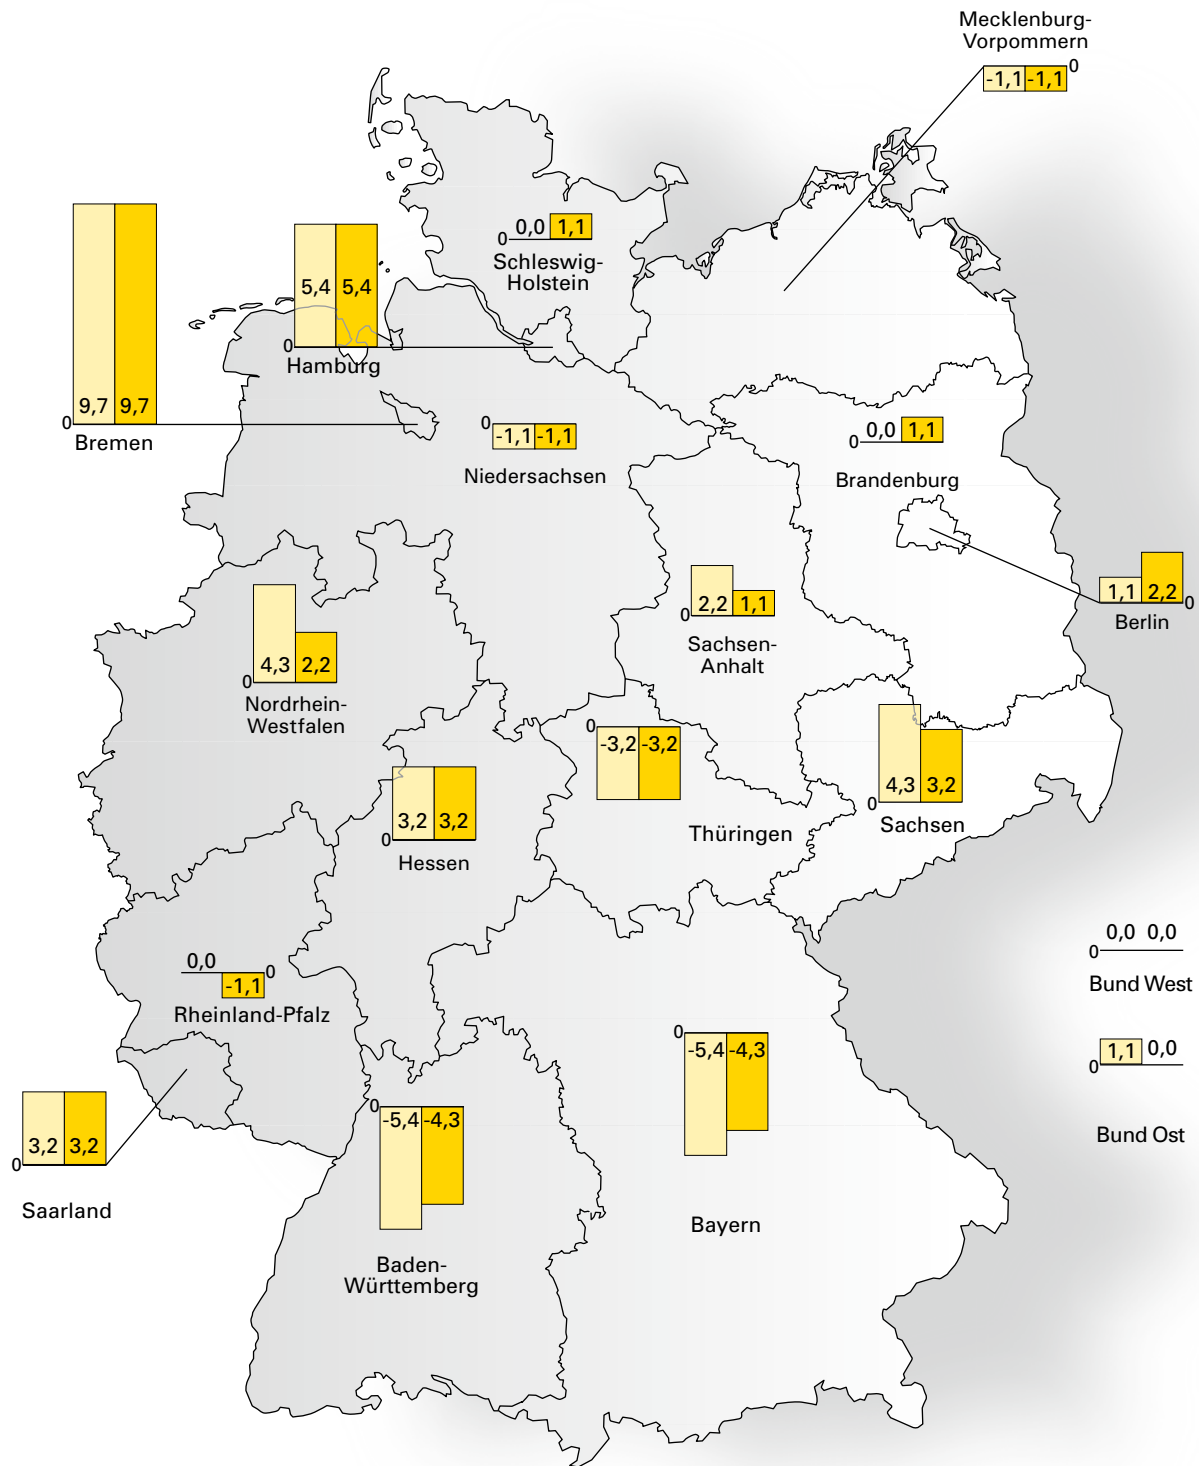 Mecklenburg-
Vorpommern
0
-1,1 -1,1
0,0 1,1
0
Schleswig-
Holstein
5,4 5,4
0
Hamburg
9,7 9,7
0
Bremen
0
-1,1 -1,1
Niedersachsen
0,0 1,1
0
Brandenburg
1,1 2,2
0
Berlin
2,2 1,1
0
Sachsen-
Anhalt
4,3 2,2
0
Nordrhein-
Westfalen
0
-3,2 -3,2
Thüringen
4,3 3,2
0
Sachsen
3,2 3,2
0
Hessen
0,0 0,0
0
Bund West
0,0
0
-1,1
Rheinland-Pfalz
1,1 0,0
0
Bund Ost
0
-5,4 -4,3
Bayern
0
-5,4 -4,3
Baden-
Württemberg
3,2 3,2
0
Saarland